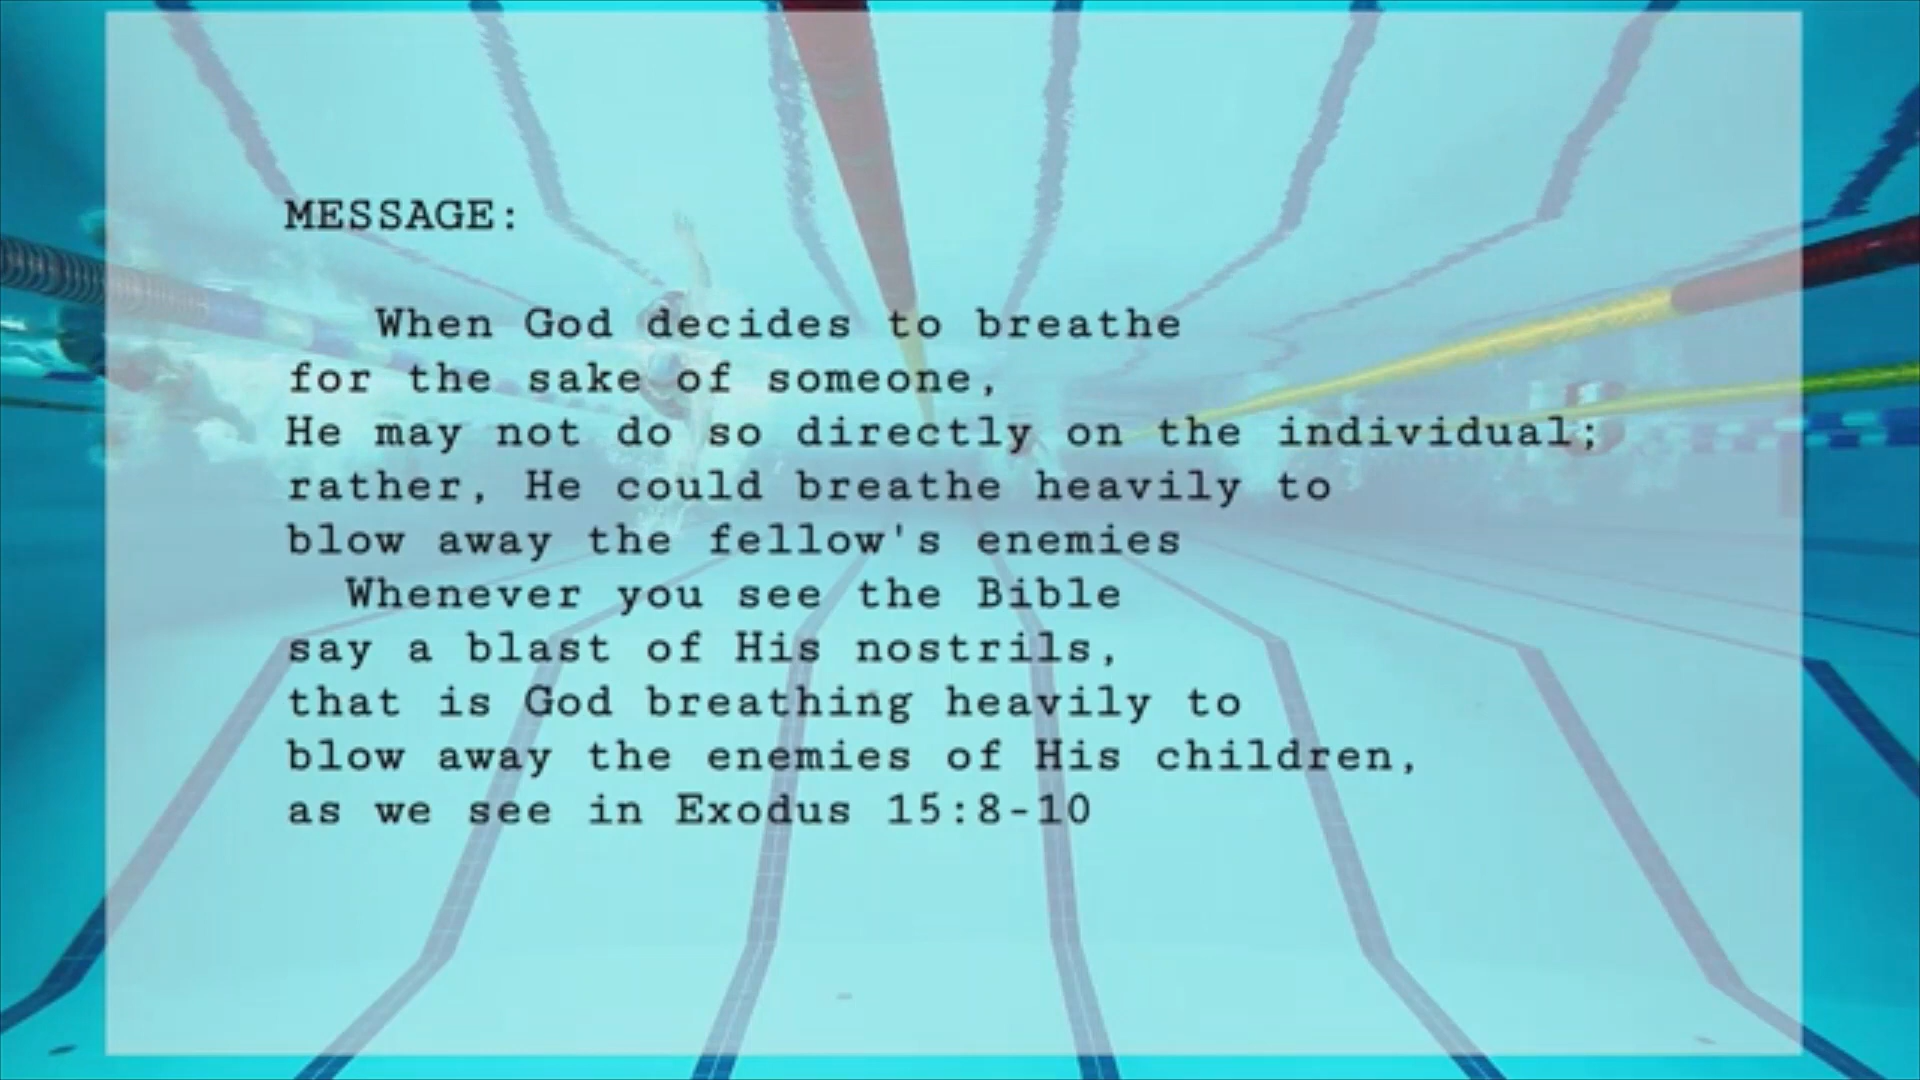 MESSAGE:
When God decides to breathe
for the sake of someone,
He may not do so directly on the individual;
rather, He could breathe heavily to
blow away the fellow's enemies
Whenever you see the Bible
say a blast of His nostrils,
that is God breathing heavily to
blow away the enemies of His children,
as we see in Exodus 15:8-10